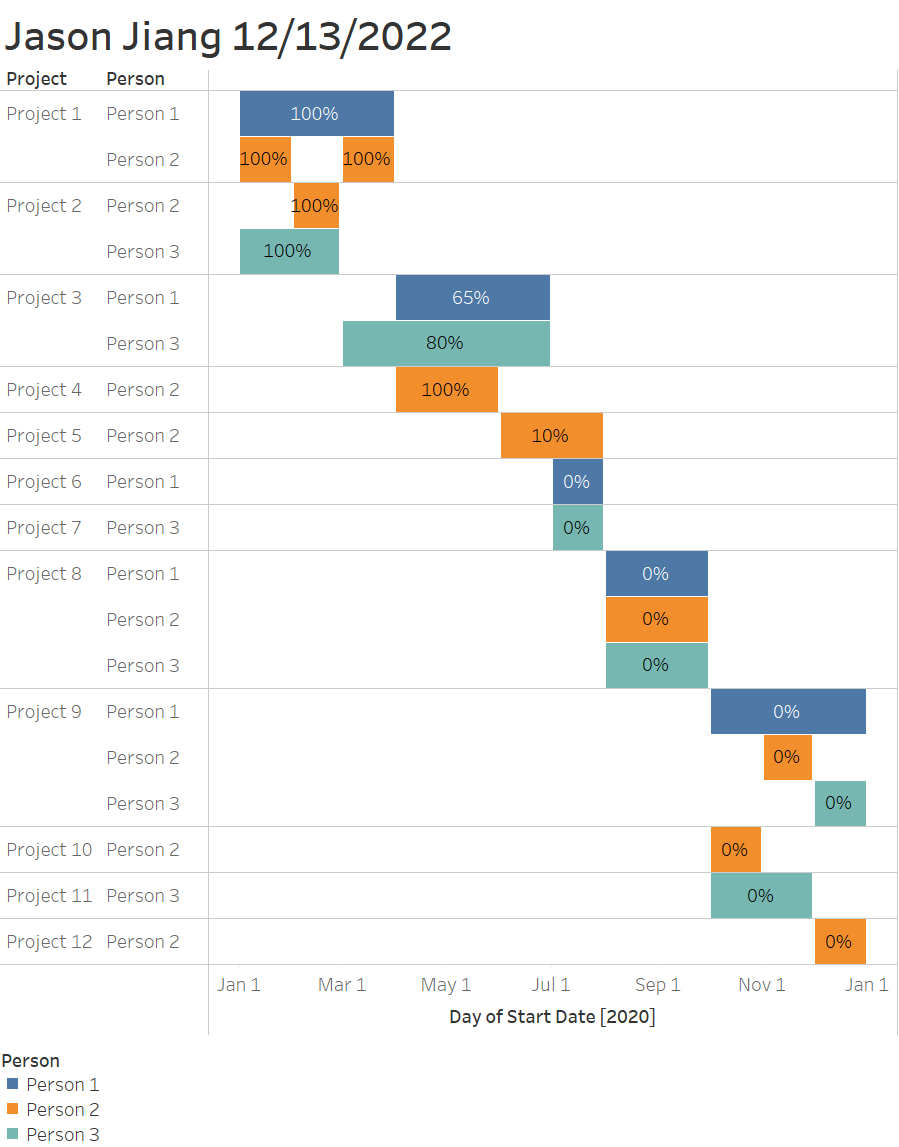 Jason Jiang 12/13/2022
Project Person
Project 1 Person 1 100%
Person 2 100% 100%
Project 2 Person 2 100%
Person 3 100%
Project 3 Person 1 65%
Person 3 80%
Project 4 Person 2 100%
Project 5 Person 2 10%
Project 6 Person 1 0%
Project 7 Person 3 0%
Project 8 Person 1 0%
Person 2 0%
Person 3 0%
Project 9 Person 1 0%
Person 2 0%
Person 3 0%
Project 10 Person 2 0%
Project 11 Person 3 0%
Project 12 Person 2 0%
Jan 1 Mar 1 May 1 Jul 1 Sep 1 Nov 1 Jan 1
Day of Start Date [2020]
Person
Person 1
Person 2
Person 3